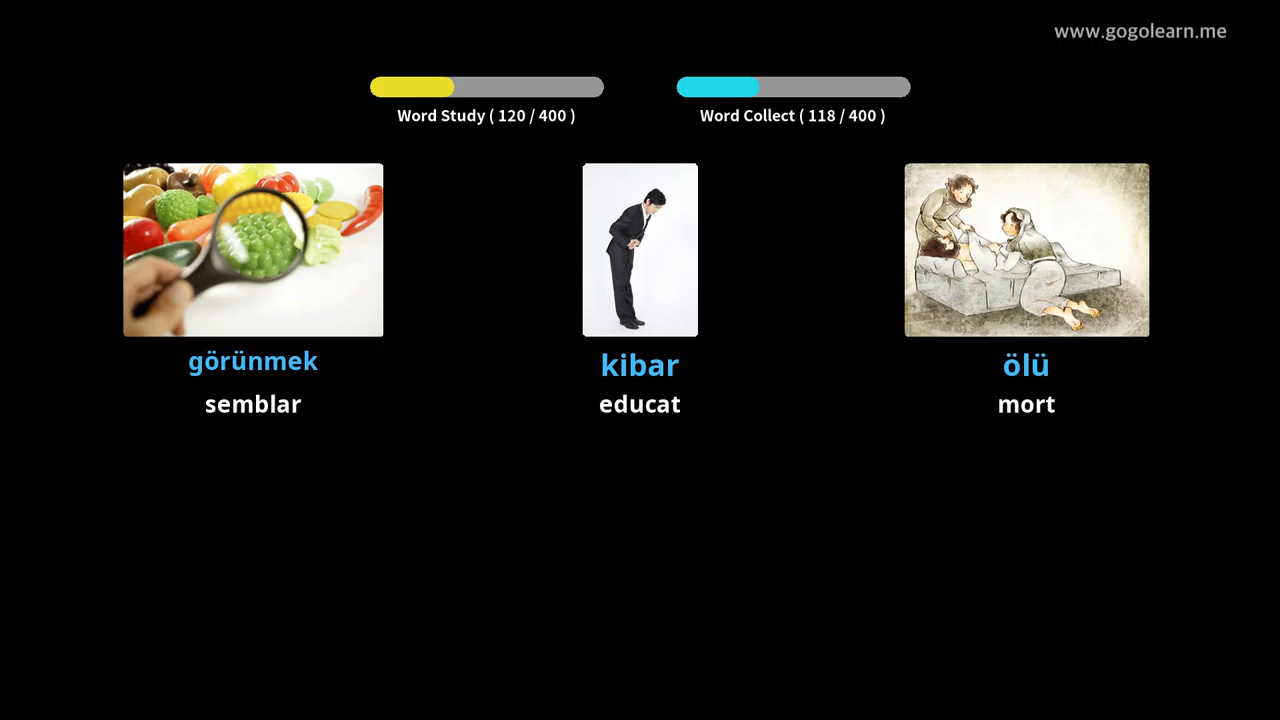 www.gogolearn.me
Word Study ( 120 / 400 )
Word Collect ( 118 / 400 )
görünmek
semblar
kibar
educat
ölü
mort